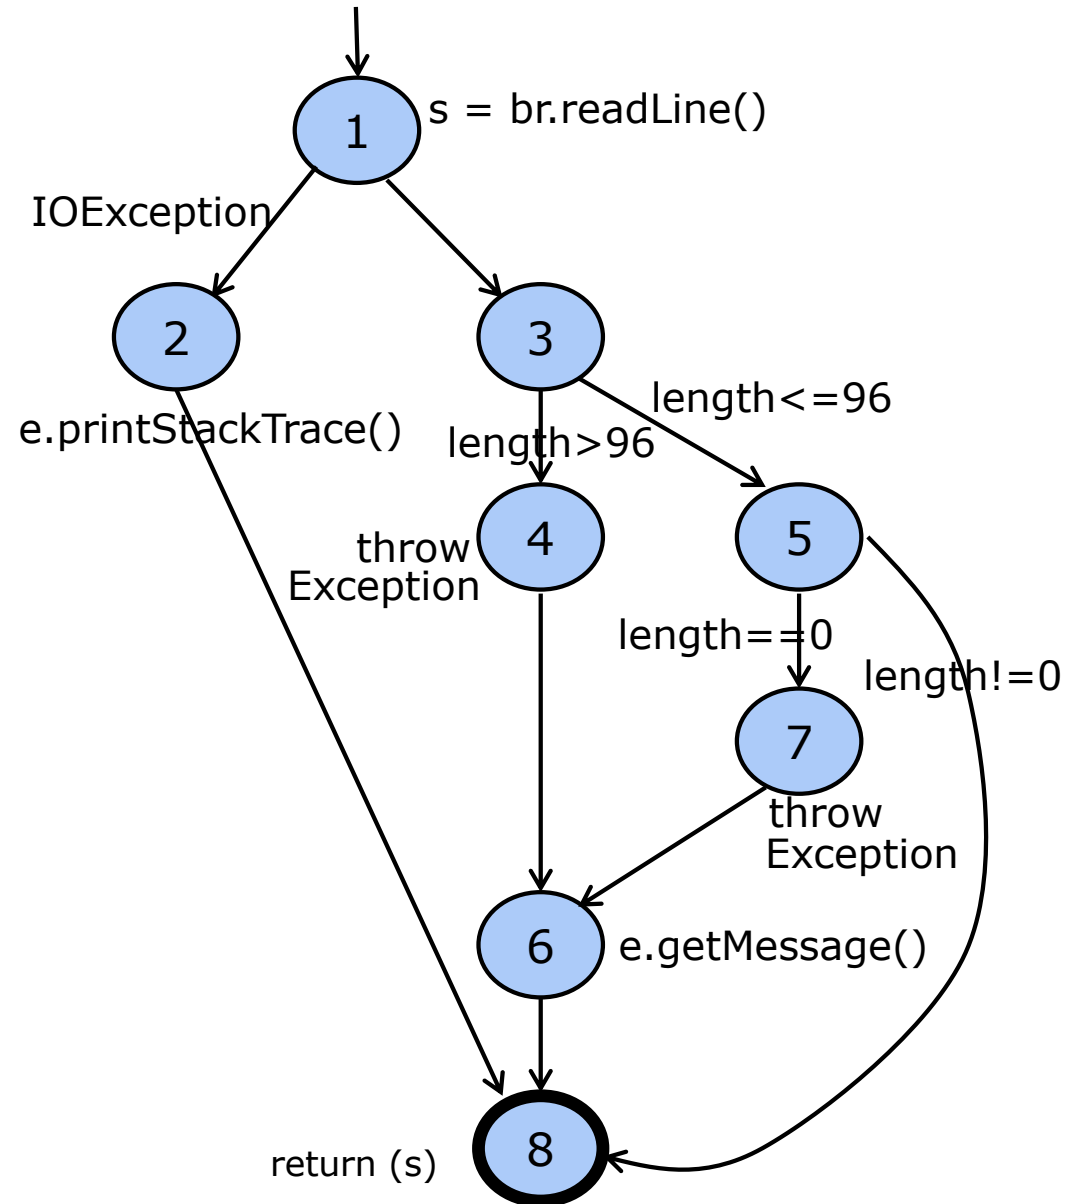 1
s = br.readLine()
IOException
2
3
length<=96
e.printStackTrace()
length>96
4
5
throw
Exception
length==0
length!=0
7
throw
Exception
6
e.getMessage()
8
return (s)